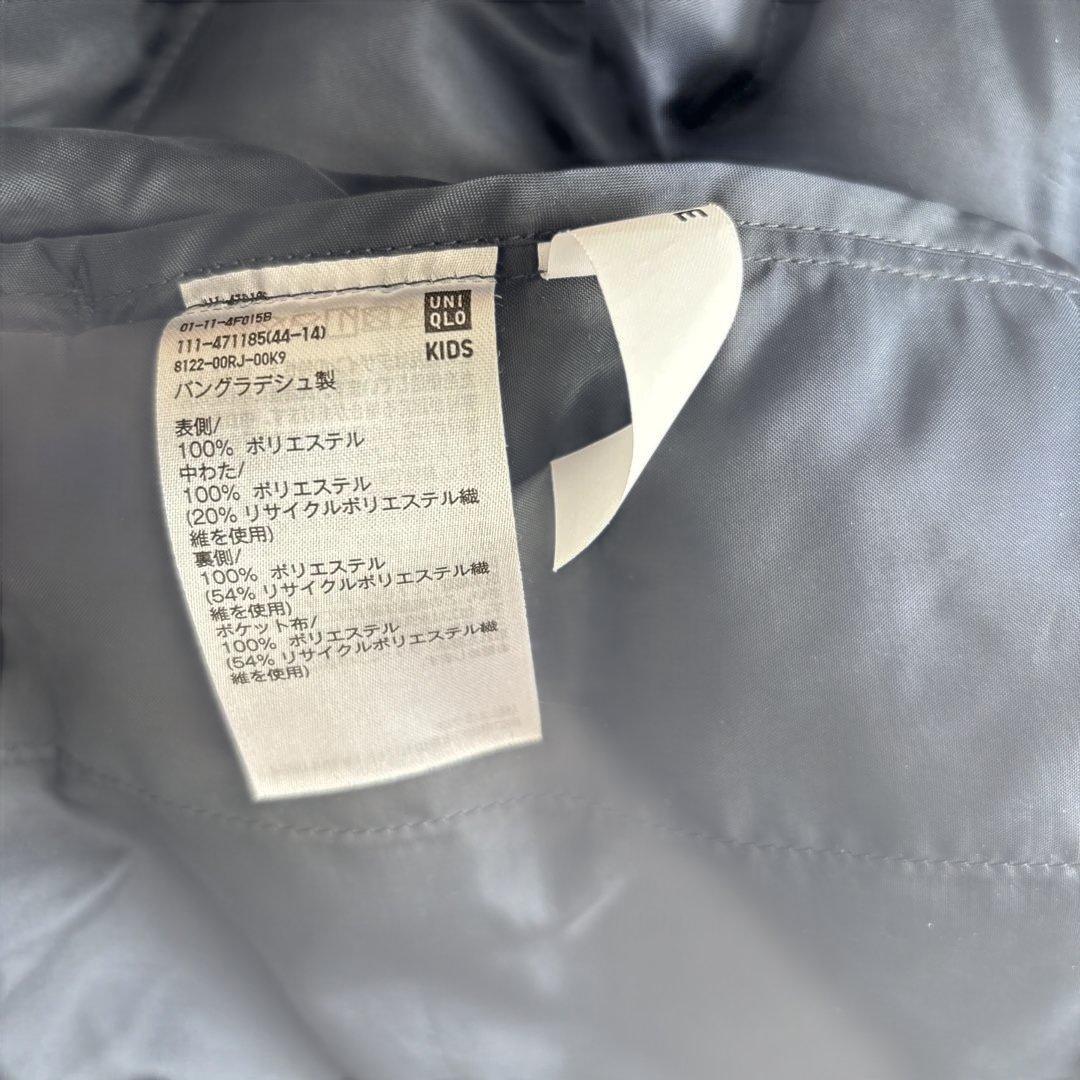 UNI
QLO
KIDS
01-11-4F015B
111-471185(44-14)
8122-00RJ-00K9
バングラデシュ製
表側/
100% ポリエステル
中わた/
100% ポリエステル
(20% リサイクルポリエステル繊
維を使用)
裏側/
100% ポリエステル
(54% リサイクルポリエステル繊
維を使用)
ポケット布/
100% ポリエステル
(54% リサイクルポリエステル繊
維を使用)
E